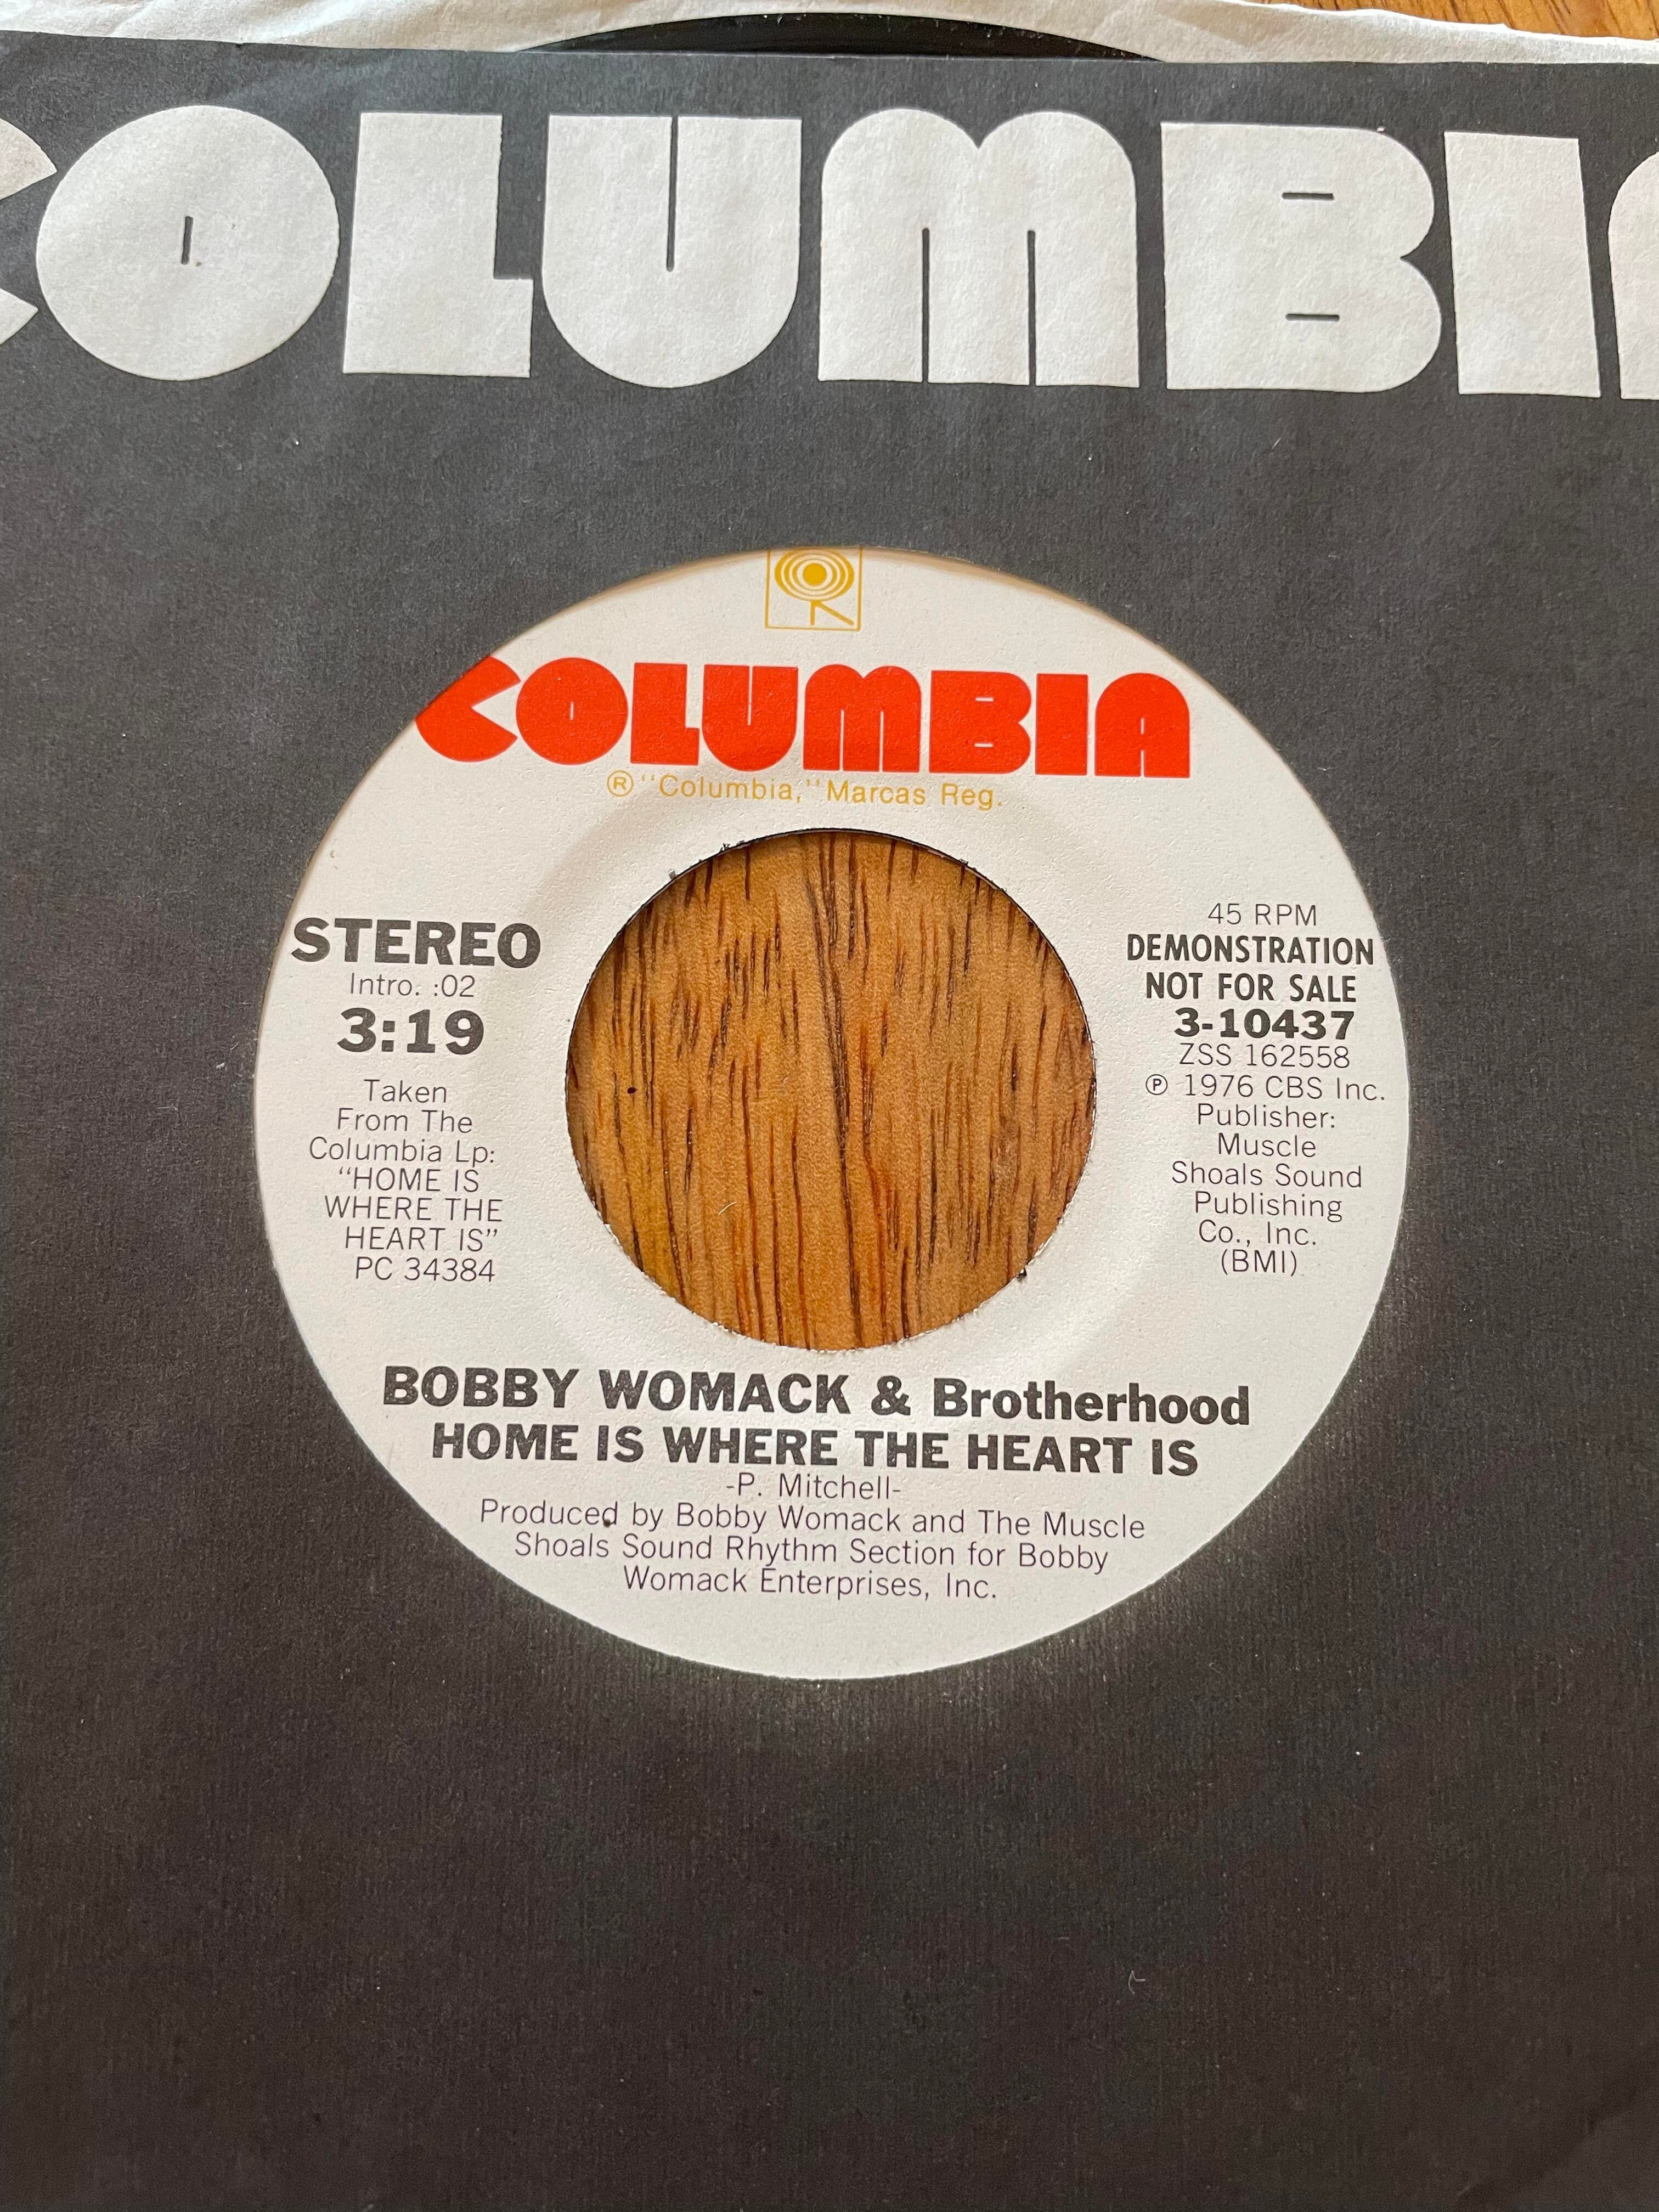 COLUMBIA
COLUMBIA
® "Columbia," Marcas Reg.
STEREO
Intro. :02
3:19
Taken
From The
Columbia Lp:
“HOME IS
WHERE THE
HEART IS”
PC 34384
45 RPM
DEMONSTRATION
NOT FOR SALE
3-10437
ZSS 162558
℗ 1976 CBS Inc.
Publisher:
Muscle
Shoals Sound
Publishing
Co., Inc.
(BMI)
BOBBY WOMACK & Brotherhood
HOME IS WHERE THE HEART IS
-P. Mitchell-
Produced by Bobby Womack and The Muscle
Shoals Sound Rhythm Section for Bobby
Womack Enterprises, Inc.